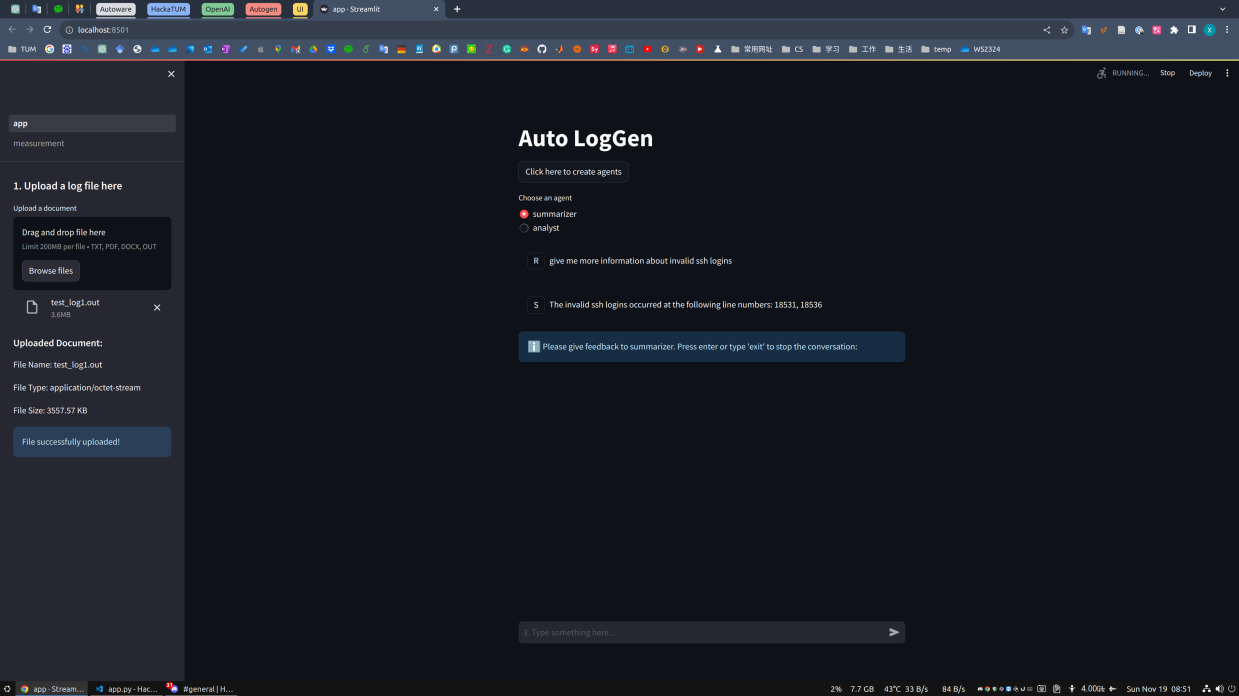 Autoware HackaTUM OpenAI Autogen UI app · Streamlit
localhost:8501
TUM 常用网址 CS 学习 工作 生活 temp WS2324
RUNNING... Stop Deploy
app
measurement
1. Upload a log file here
Upload a document
Drag and drop file here
Limit 200MB per file • TXT, PDF, DOCX, OUT
Browse files
test_log1.out
3.6MB
Uploaded Document:
File Name: test_log1.out
File Type: application/octet-stream
File Size: 3557.57 KB
File successfully uploaded!
Auto LogGen
Click here to create agents
Choose an agent
summarizer
analyst
R give me more information about invalid ssh logins
S The invalid ssh logins occurred at the following line numbers: 18531, 18536
Please give feedback to summarizer. Press enter or type 'exit' to stop the conversation:
3. Type something here...
app · Stream... app.py - Hac... #general | H... 2% 7.7 GB 43°C 33 B/s 84 B/s Sun Nov 19 08:51